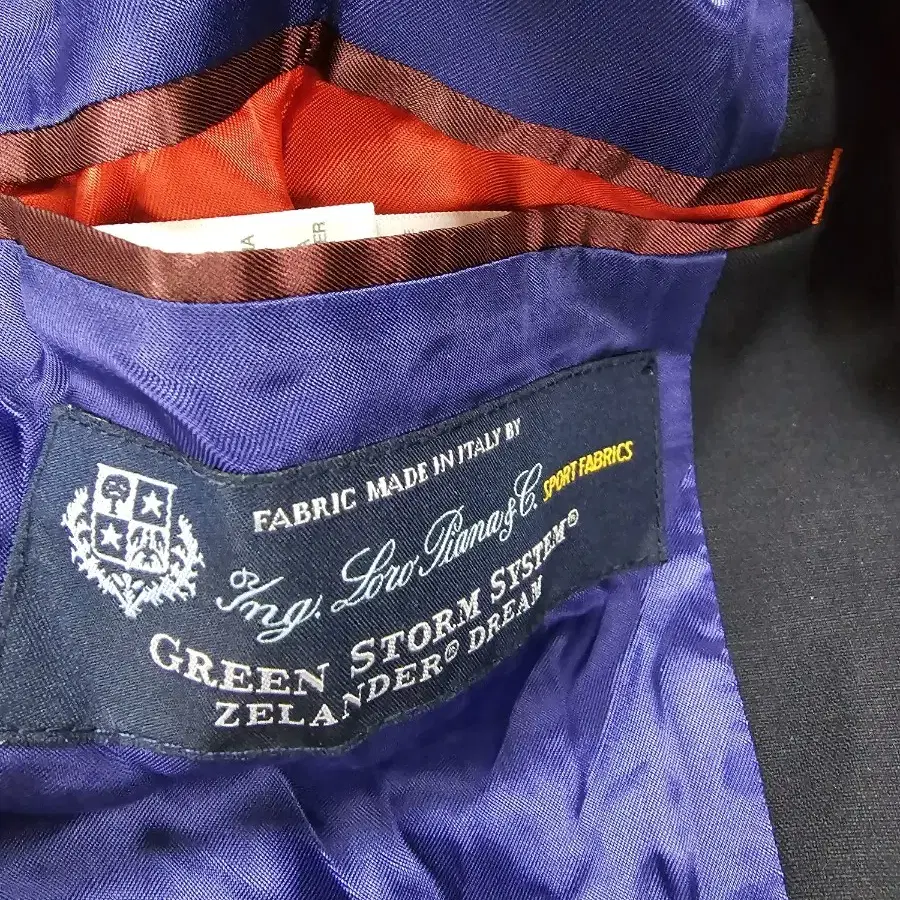 FABRIC MADE IN ITALY BY
Ing. Loro Piana & C. SPORT FABRICS
GREEN STORM SYSTEM®
ZELANDER® DREAM